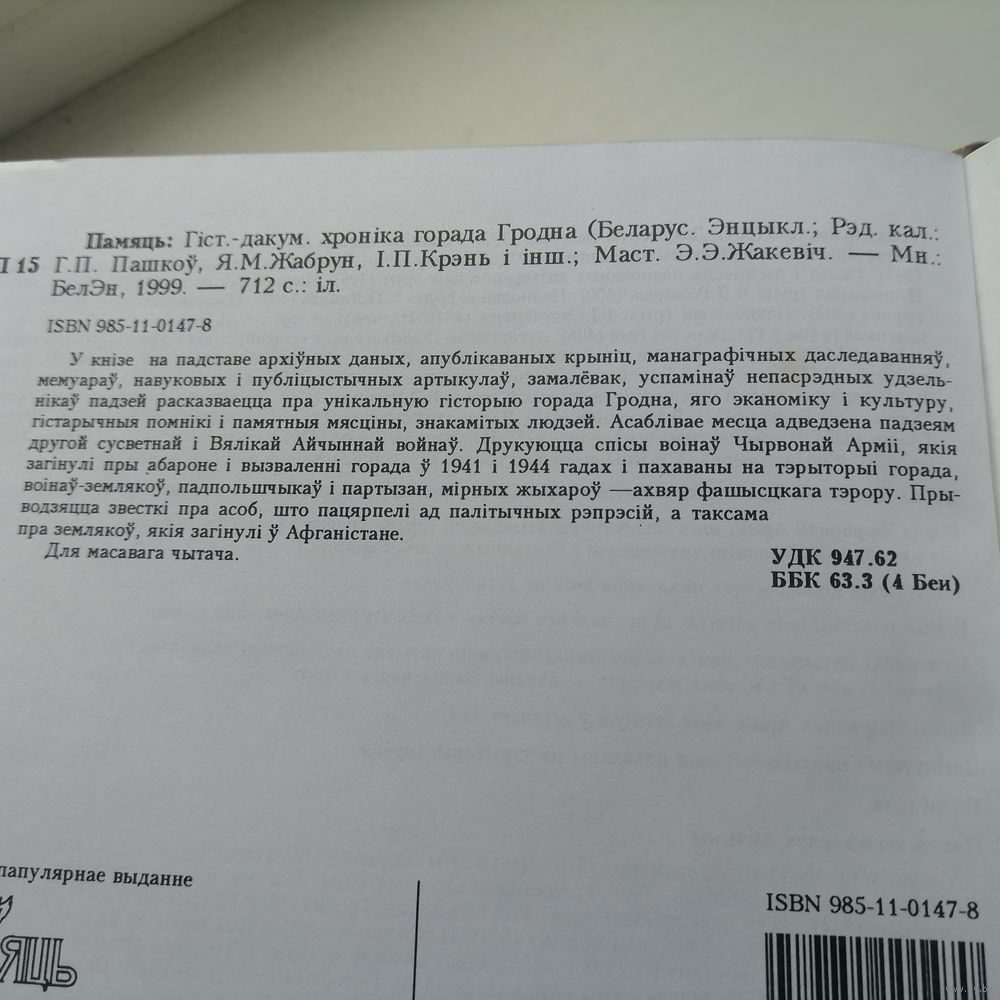 Памяць: Гіст.-дакум. хроніка горада Гродна (Беларус. Энцыкл.; Рэд. кал.:
П 15 Г.П. Пашкоў, Я.М.Жабрун, І.П.Крэнь і інш.; Маст. Э.Э.Жакевіч. — Мн.:
БелЭн, 1999. — 712 с.: іл.
ISBN 985-11-0147-8
У кнізе на падставе архіўных даных, апублікаваных крыніц, манаграфічных даследаванняў,
мемуараў, навуковых і публіцыстычных артыкулаў, замалёвак, успамінаў непасрэдных удзель-
нікаў падзей расказваецца пра унікальную гісторыю горада Гродна, яго эканоміку і культуру,
гістарычныя помнікі і памятныя мясціны, знакамітых людзей. Асаблівае месца адведзена падзеям
другой сусветнай і Вялікай Айчыннай войнаў. Друкуюцца спісы воінаў Чырвонай Арміі, якія
загінулі пры абароне і вызваленні горада ў 1941 і 1944 гадах і пахаваны на тэрыторыі горада,
воінаў-землякоў, падпольшчыкаў і партызан, мірных жыхароў —ахвяр фашысцкага тэрору. Пры-
водзяцца звесткі пра асоб, што пацярпелі ад палітычных рэпрэсій, а таксама
пра землякоў, якія загінулі ў Афганістане.
Для масавага чытача.
УДК 947.62
ББК 63.3 (4 Беи)
папулярнае выданне
ЯЦЬ
ISBN 985-11-0147-8